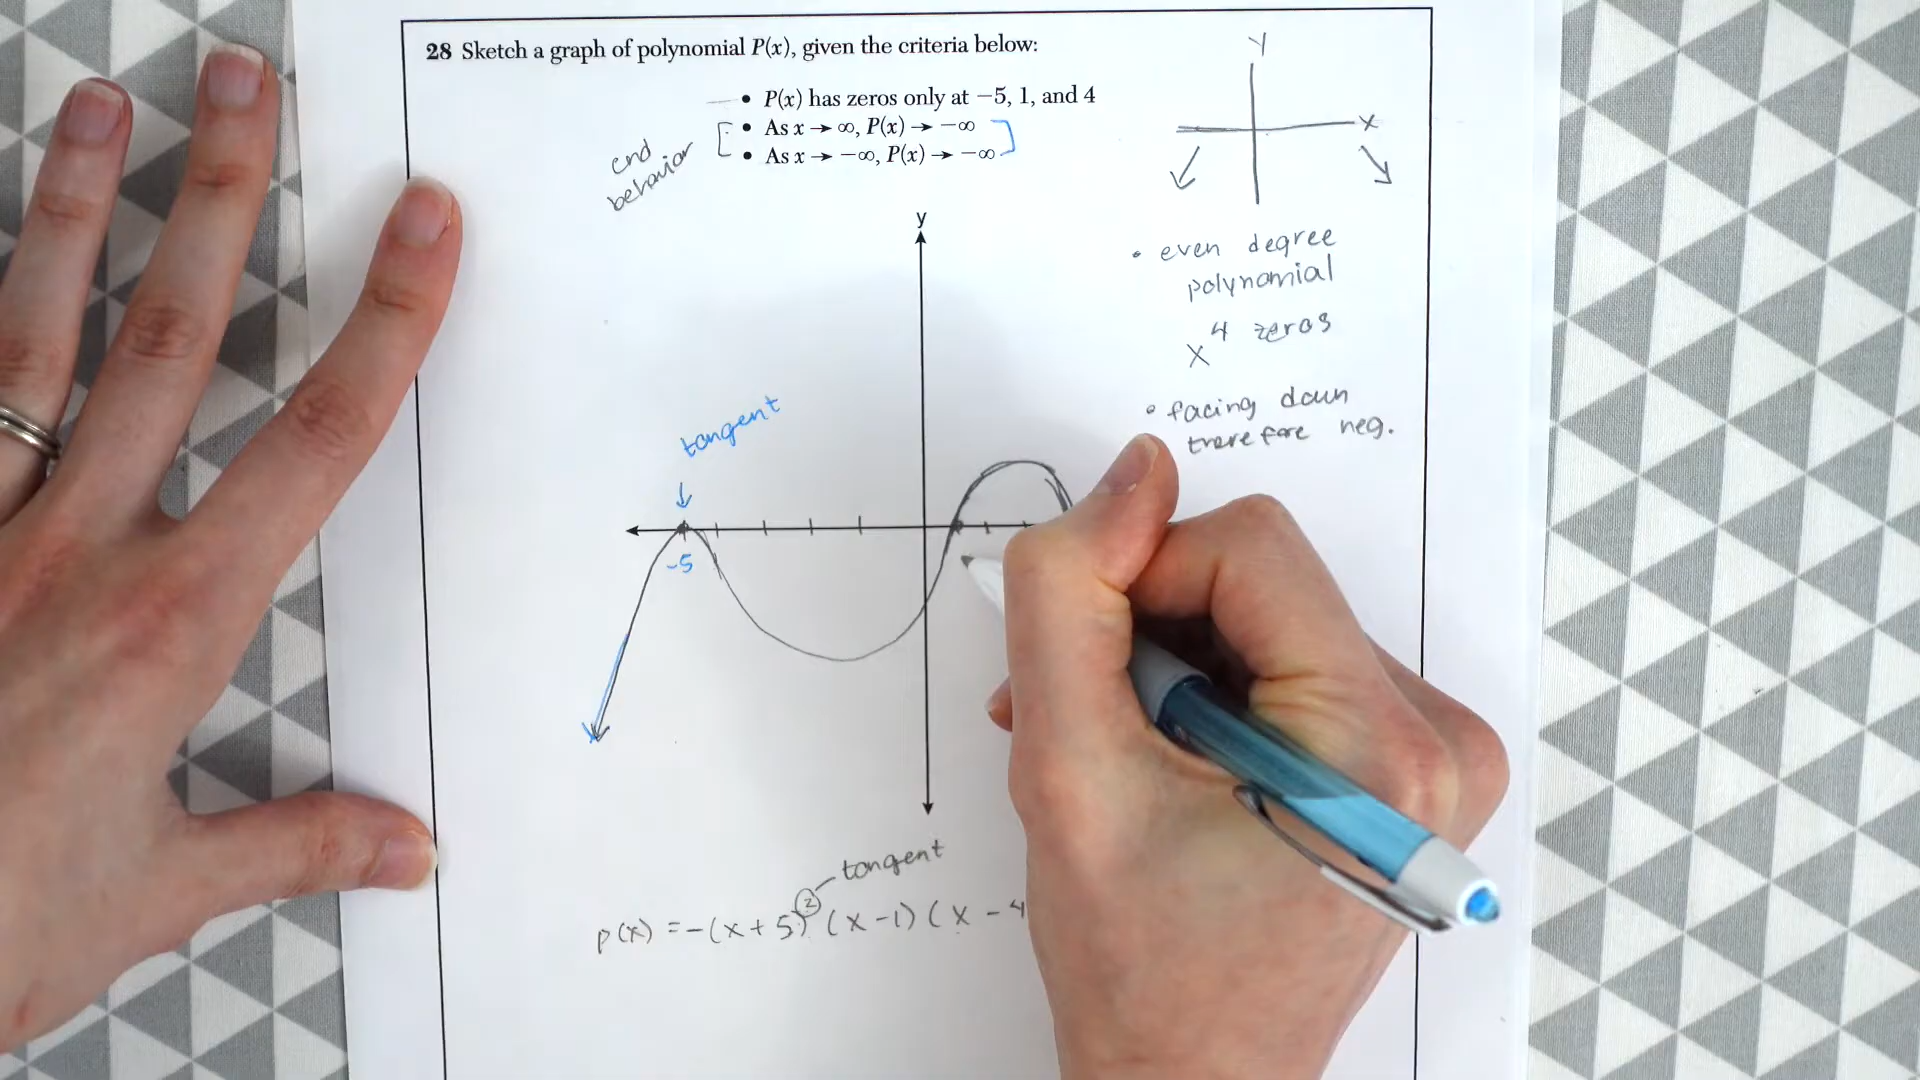 28 Sketch a graph of polynomial P(x), given the criteria below:
• P(x) has zeros only at −5, 1, and 4
• As x → ∞, P(x) → −∞
• As x → −∞, P(x) → −∞
end
behavior
Y
X
• even degree
polynomial
x⁴ zeros
• facing down
therefore neg.
y
tangent
-5
tangent
p(x) = -(x+5)² (x-1)(x-4